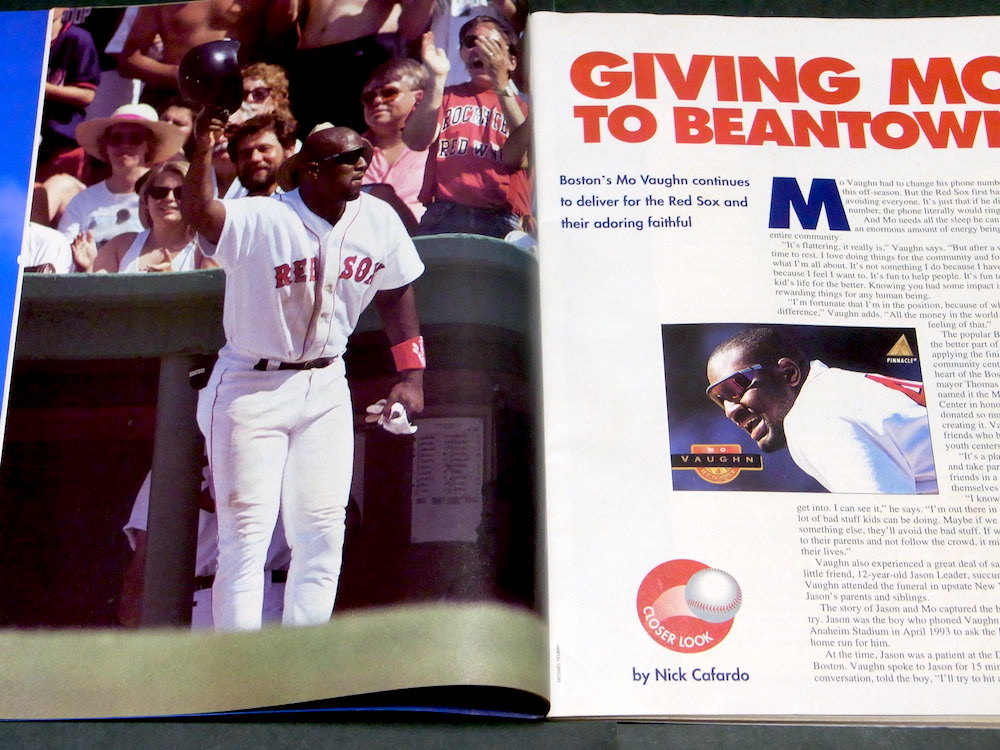 ROCHESTER
RED WIN
RED SOX
GIVING MO
TO BEANTOW
Boston's Mo Vaughn continues
to deliver for the Red Sox and
their adoring faithful
Mo Vaughn had to change his phone numb
this off-season. But the Red Sox first ba
avoiding everyone. It's just that if he di
number, the phone literally would ring
And Mo needs all the sleep he can
an enormous amount of energy being
entire community.
"It's flattering, it really is," Vaughn says. "But after a w
time to rest. I love doing things for the community and fo
what I'm all about. It's not something I do because I have
because I feel I want to. It's fun to help people. It's fun to
kid's life for the better. Knowing you had some impact i
rewarding things for any human being.
"I'm fortunate that I'm in the position, because of wh
difference," Vaughn adds. "All the money in the world
feeling of that."
The popular B
the better part of
applying the fini
community cent
heart of the Bos
mayor Thomas
named it the M
Center in hono
donated so mu
creating it. Va
friends who h
youth centers
"It's a pla
and take par
friends in a
themselves
"I know
get into. I can see it," he says. "I'm out there in
lot of bad stuff kids can be doing. Maybe if we
something else, they'll avoid the bad stuff. If w
to their parents and not follow the crowd, it mi
their lives."
Vaughn also experienced a great deal of sa
little friend, 12-year-old Jason Leader, succu
Vaughn attended the funeral in upstate New Y
Jason's parents and siblings.
The story of Jason and Mo captured the h
try. Jason was the boy who phoned Vaughn
Anaheim Stadium in April 1993 to ask the
home run for him.
At the time, Jason was a patient at the D
Boston. Vaughn spoke to Jason for 15 min
conversation, told the boy, "I'll try to hit a
PINNACLE
MO
VAUGHN
CLOSER LOOK
by Nick Cafardo